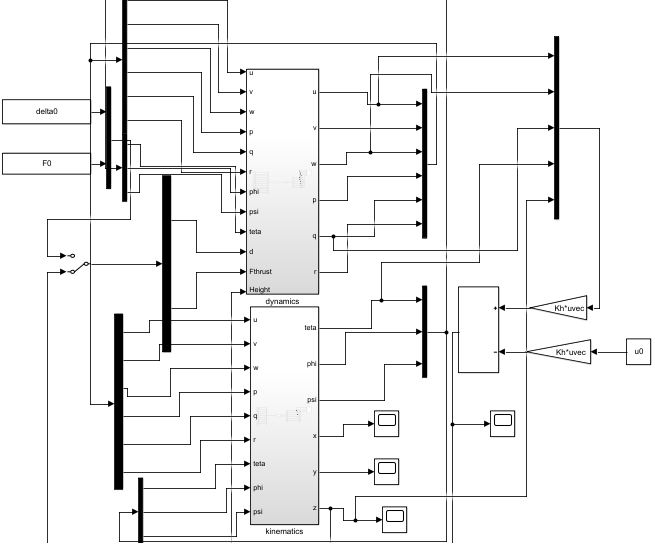 u
v
w
p
q
r
phi
psi
teta
d
Fthrust
Height
u
v
w
p
q
r
dynamics
delta0
F0
u
v
w
p
q
r
teta
phi
psi
teta
phi
psi
x
y
z
kinematics
+
−
Kh*uvec
Kh*uvec
u0